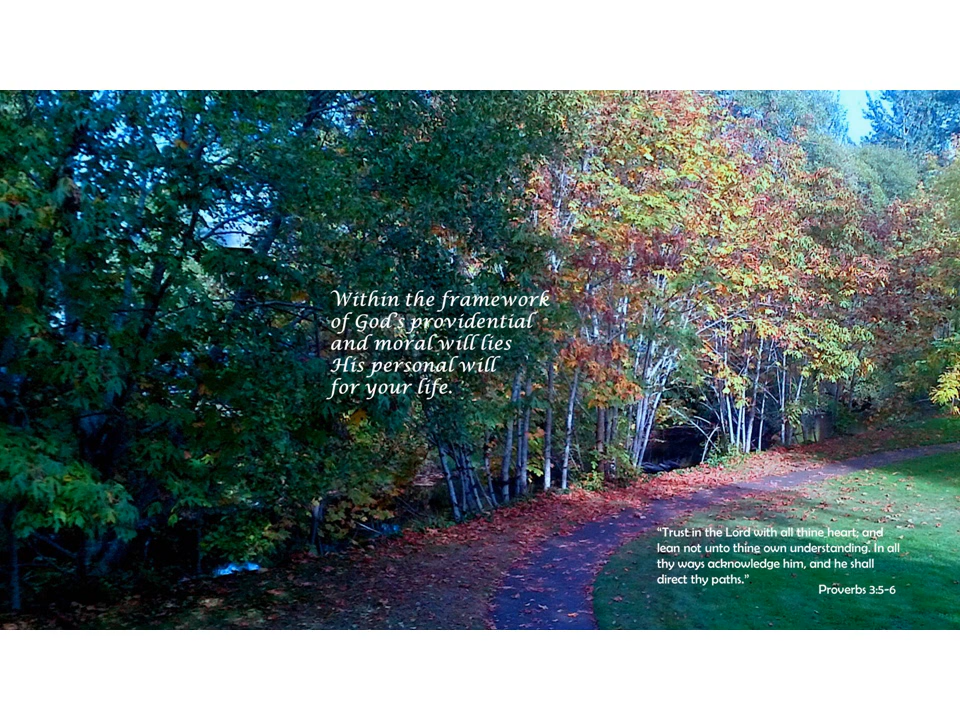 Within the framework
of God's providential
and moral will lies
His personal will
for your life.
"Trust in the Lord with all thine heart; and
lean not unto thine own understanding. In all
thy ways acknowledge him, and he shall
direct thy paths."
Proverbs 3:5-6